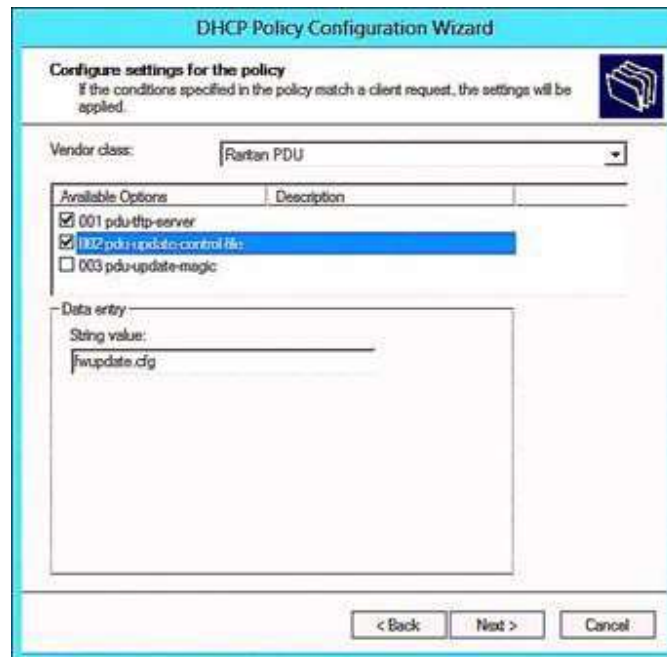 DHCP Policy Configuration Wizard
Configure settings for the policy
If the conditions specified in the policy match a client request, the settings will be
applied.
Vendor class:
Raritan PDU
Available Options
Description
001 pdu-tftp-server
002 pdu-update-control-file
003 pdu-update-magic
Data entry
String value:
fwupdate.cfg
< Back
Next >
Cancel